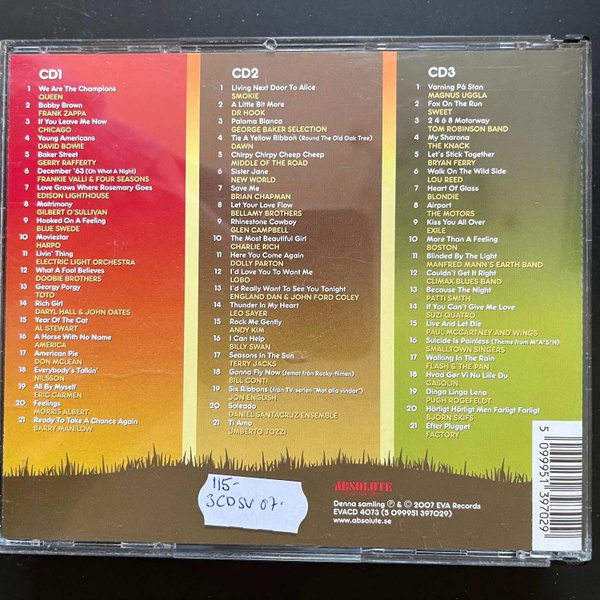 CD1
1 We Are The Champions
QUEEN
2 Bobby Brown
FRANK ZAPPA
3 If You Leave Me Now
CHICAGO
4 Young Americans
DAVID BOWIE
5 Baker Street
GERRY RAFFERTY
6 December '63 (Oh What A Night)
FRANKIE VALLI & FOUR SEASONS
7 Love Grows Where Rosemary Goes
EDISON LIGHTHOUSE
8 Matrimony
GILBERT O'SULLIVAN
9 Hooked On A Feeling
BLUE SWEDE
10 Moviestar
HARPO
11 Livin' Thing
ELECTRIC LIGHT ORCHESTRA
12 What A Fool Believes
DOOBIE BROTHERS
13 Georgy Porgy
TOTO
14 Rich Girl
DARYL HALL & JOHN OATES
15 Year Of The Cat
AL STEWART
16 A Horse With No Name
AMERICA
17 American Pie
DON MCLEAN
18 Everybody's Talkin'
NILSSON
19 All By Myself
ERIC CARMEN
20 Feelings
MORRIS ALBERT
21 Ready To Take A Chance Again
BARRY MANILOW
CD2
1 Living Next Door To Alice
SMOKIE
2 A Little Bit More
DR HOOK
3 Paloma Blanca
GEORGE BAKER SELECTION
4 Tie A Yellow Ribbon (Round The Old Oak Tree)
DAWN
5 Chirpy Chirpy Cheep Cheep
MIDDLE OF THE ROAD
6 Sister Jane
NEW WORLD
7 Save Me
BRIAN CHAPMAN
8 Let Your Love Flow
BELLAMY BROTHERS
9 Rhinestone Cowboy
GLEN CAMPBELL
10 The Most Beautiful Girl
CHARLIE RICH
11 Here You Come Again
DOLLY PARTON
12 I'd Love You To Want Me
LOBO
13 I'd Really Want To See You Tonight
ENGLAND DAN & JOHN FORD COLEY
14 Thunder In My Heart
LEO SAYER
15 Rock Me Gently
ANDY KIM
16 I Can Help
BILLY SWAN
17 Seasons In The Sun
TERRY JACKS
18 Gonna Fly Now (temat från Rocky-filmen)
BILL CONTI
19 Six Ribbons (från TV-serien "Mot alla vindar")
JON ENGLISH
20 Soleado
DANIEL SANTACRUZ ENSEMBLE
21 Ti Amo
UMBERTO TOZZI
CD3
1 Varning På Stan
MAGNUS UGGLA
2 Fox On The Run
SWEET
3 2 4 6 8 Motorway
TOM ROBINSON BAND
4 My Sharona
THE KNACK
5 Let's Stick Together
BRYAN FERRY
6 Walk On The Wild Side
LOU REED
7 Heart Of Glass
BLONDIE
8 Airport
THE MOTORS
9 Kiss You All Over
EXILE
10 More Than A Feeling
BOSTON
11 Blinded By The Light
MANFRED MANN'S EARTH BAND
12 Couldn't Get It Right
CLIMAX BLUES BAND
13 Because The Night
PATTI SMITH
14 If You Can't Give Me Love
SUZI QUATRO
15 Live And Let Die
PAUL MCCARTNEY AND WINGS
16 Suicide Is Painless (Theme from M*A*S*H)
SMALLTOWN SINGERS
17 Walking In The Rain
FLASH & THE PAN
18 Hvad Gør Vi Nu Lille Du
GASOLIN
19 Dinga Linga Lena
PUGH ROGEFELDT
20 Härligt Härligt Men Farligt Farligt
BJÖRN SKIFS
21 Efter Plugget
FACTORY
115-
3CD SV 07.
ABSOLUTE
Denna samling ℗ & © 2007 EVA Records
EVACD 4073 (5 099951 397029)
www.absolute.se
5 099951 397029